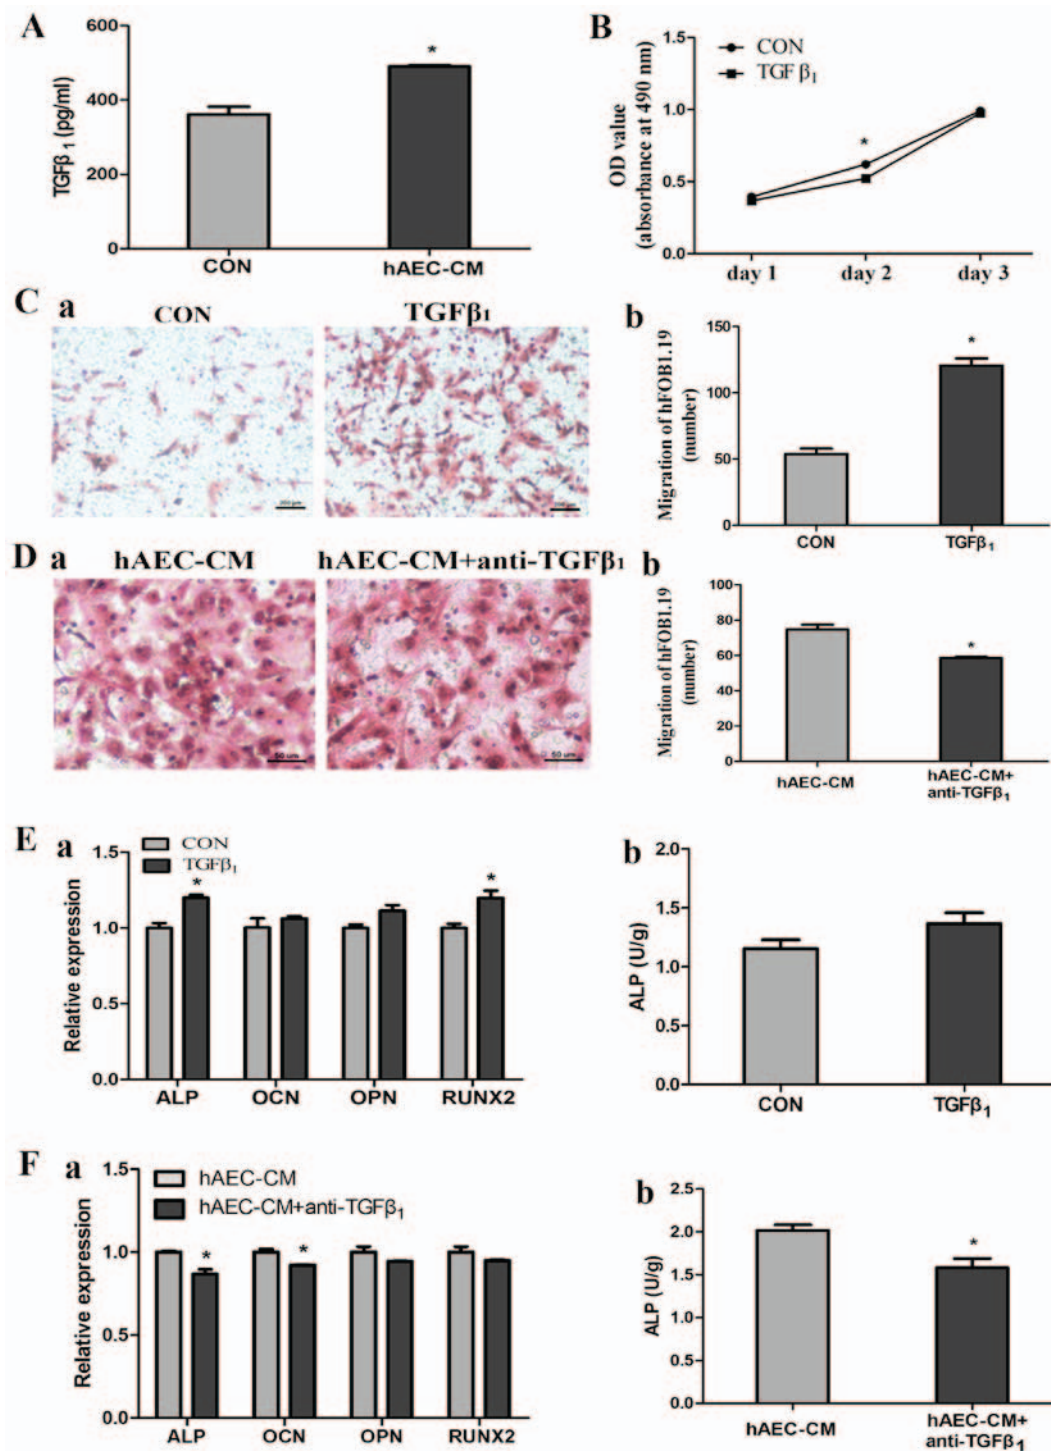 A
600
400
200
0
TGFβ1 (pg/ml)
*
CON
hAEC-CM
B
CON
TGF β1
1.5
1.0
0.5
0.0
OD value
(absorbance at 490 nm)
*
day 1
day 2
day 3
C
a
CON
TGFβ1
b
150
100
50
0
Migration of hFOB1.19
(number)
*
CON
TGFβ1
D
a
hAEC-CM
hAEC-CM+anti-TGFβ1
50 um
50 um
b
100
80
60
40
20
0
Migration of hFOB1.19
(number)
*
hAEC-CM
hAEC-CM+
anti-TGFβ1
E
a
CON
TGFβ1
1.5
1.0
0.5
0.0
Relative expression
*
*
ALP
OCN
OPN
RUNX2
b
2.0
1.5
1.0
0.5
0.0
ALP (U/g)
CON
TGFβ1
F
a
hAEC-CM
hAEC-CM+anti-TGFβ1
1.5
1.0
0.5
0.0
Relative expression
*
*
ALP
OCN
OPN
RUNX2
b
2.5
2.0
1.5
1.0
0.5
0.0
ALP (U/g)
*
hAEC-CM
hAEC-CM+
anti-TGFβ1